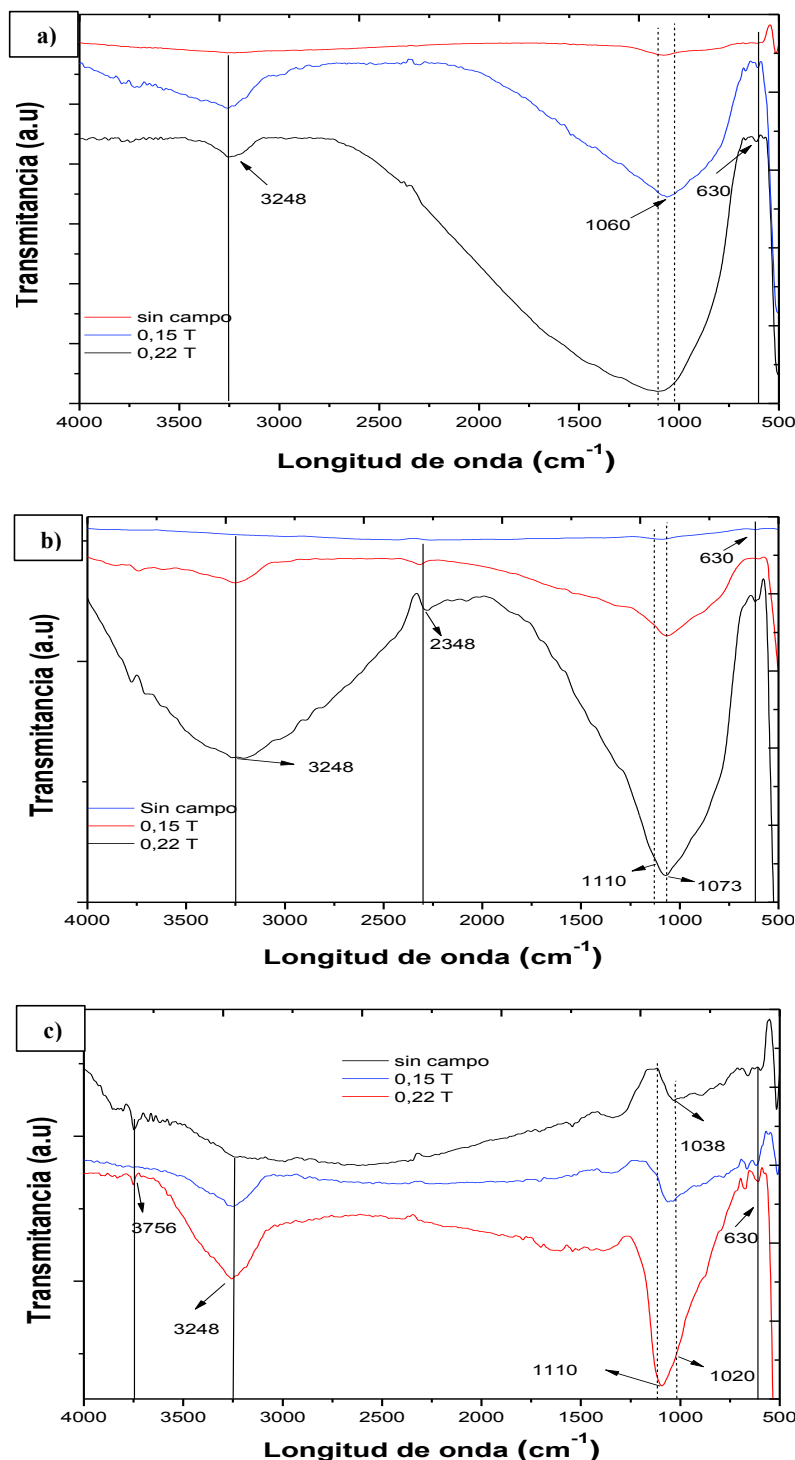 a)
Transmitancia (a.u)
3248
1060
630
sin campo
0,15 T
0,22 T
4000 3500 3000 2500 2000 1500 1000 500
Longitud de onda (cm-1)
b)
Transmitancia (a.u)
630
2348
3248
Sin campo
0,15 T
0,22 T
1110
1073
4000 3500 3000 2500 2000 1500 1000 500
Longitud de onda (cm-1)
c)
Transmitancia (a.u)
sin campo
0,15 T
0,22 T
1038
3756
630
3248
1110
1020
4000 3500 3000 2500 2000 1500 1000 500
Longitud de onda (cm-1)